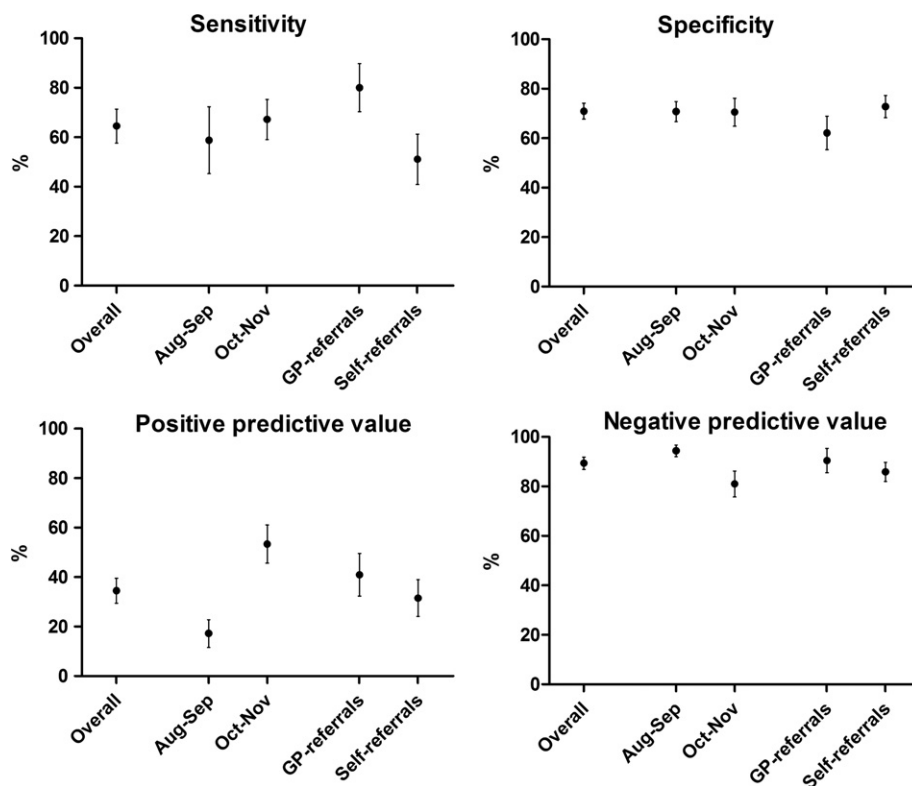 Sensitivity
100
80
60
40
20
0
%
Overall
Aug-Sep
Oct-Nov
GP-referrals
Self-referrals
Specificity
100
80
60
40
20
0
%
Overall
Aug-Sep
Oct-Nov
GP-referrals
Self-referrals
Positive predictive value
100
80
60
40
20
0
%
Overall
Aug-Sep
Oct-Nov
GP-referrals
Self-referrals
Negative predictive value
100
80
60
40
20
0
%
Overall
Aug-Sep
Oct-Nov
GP-referrals
Self-referrals